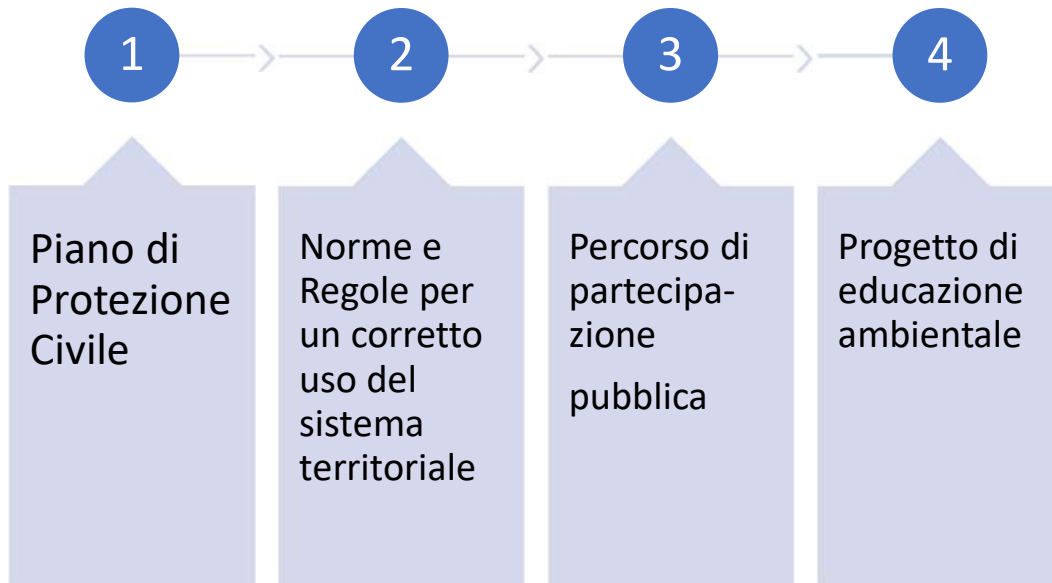 1
2
3
4
Piano di
Protezione
Civile
Norme e
Regole per
un corretto
uso del
sistema
territoriale
Percorso di
partecipa-
zione
pubblica
Progetto di
educazione
ambientale